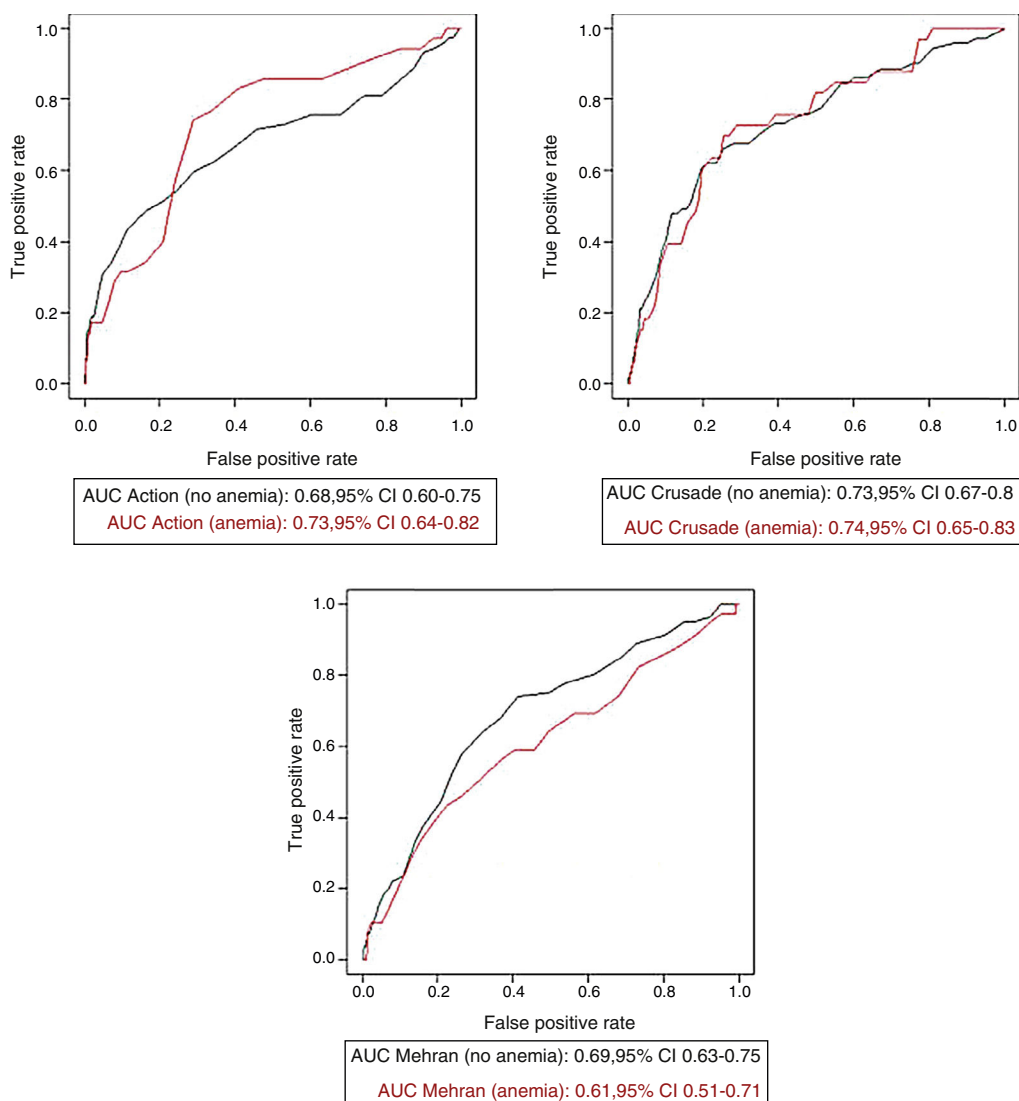 1.0
0.8
0.6
0.4
0.2
0.0
True positive rate
0.0 0.2 0.4 0.6 0.8 1.0
False positive rate
AUC Action (no anemia): 0.68,95% CI 0.60-0.75
AUC Action (anemia): 0.73,95% CI 0.64-0.82
1.0
0.8
0.6
0.4
0.2
0.0
True positive rate
0.0 0.2 0.4 0.6 0.8 1.0
False positive rate
AUC Crusade (no anemia): 0.73,95% CI 0.67-0.8
AUC Crusade (anemia): 0.74,95% CI 0.65-0.83
1.0
0.8
0.6
0.4
0.2
0.0
True positive rate
0.0 0.2 0.4 0.6 0.8 1.0
False positive rate
AUC Mehran (no anemia): 0.69,95% CI 0.63-0.75
AUC Mehran (anemia): 0.61,95% CI 0.51-0.71